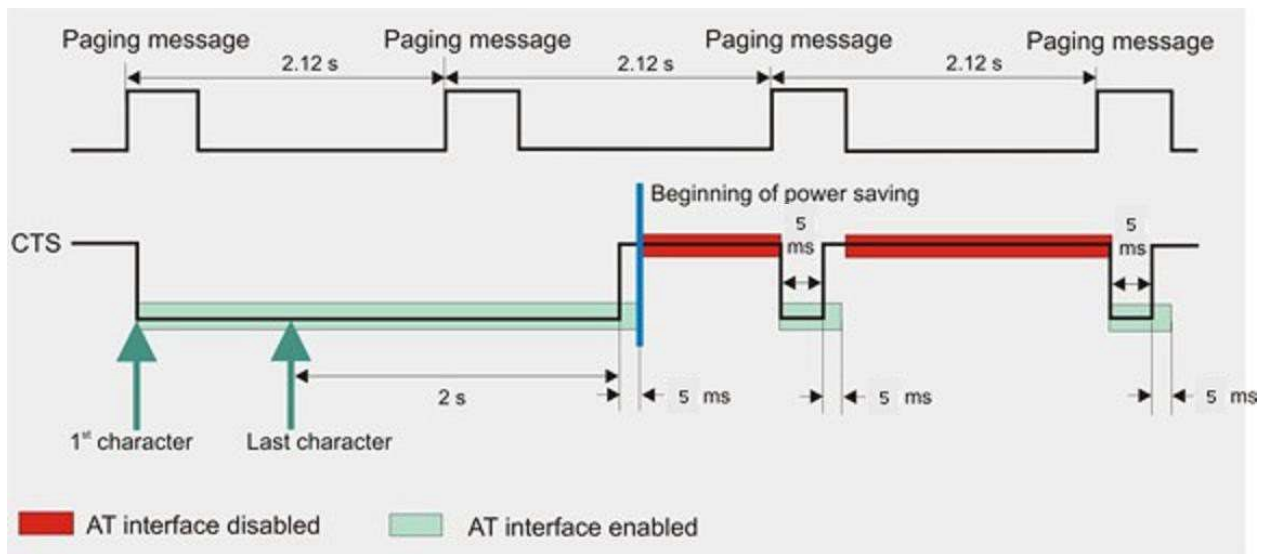 Paging message
Paging message
Paging message
Paging message
2.12 s
2.12 s
2.12 s
Beginning of power saving
CTS
5
ms
5
ms
2 s
5 ms
5 ms
5 ms
1st character
Last character
AT interface disabled
AT interface enabled